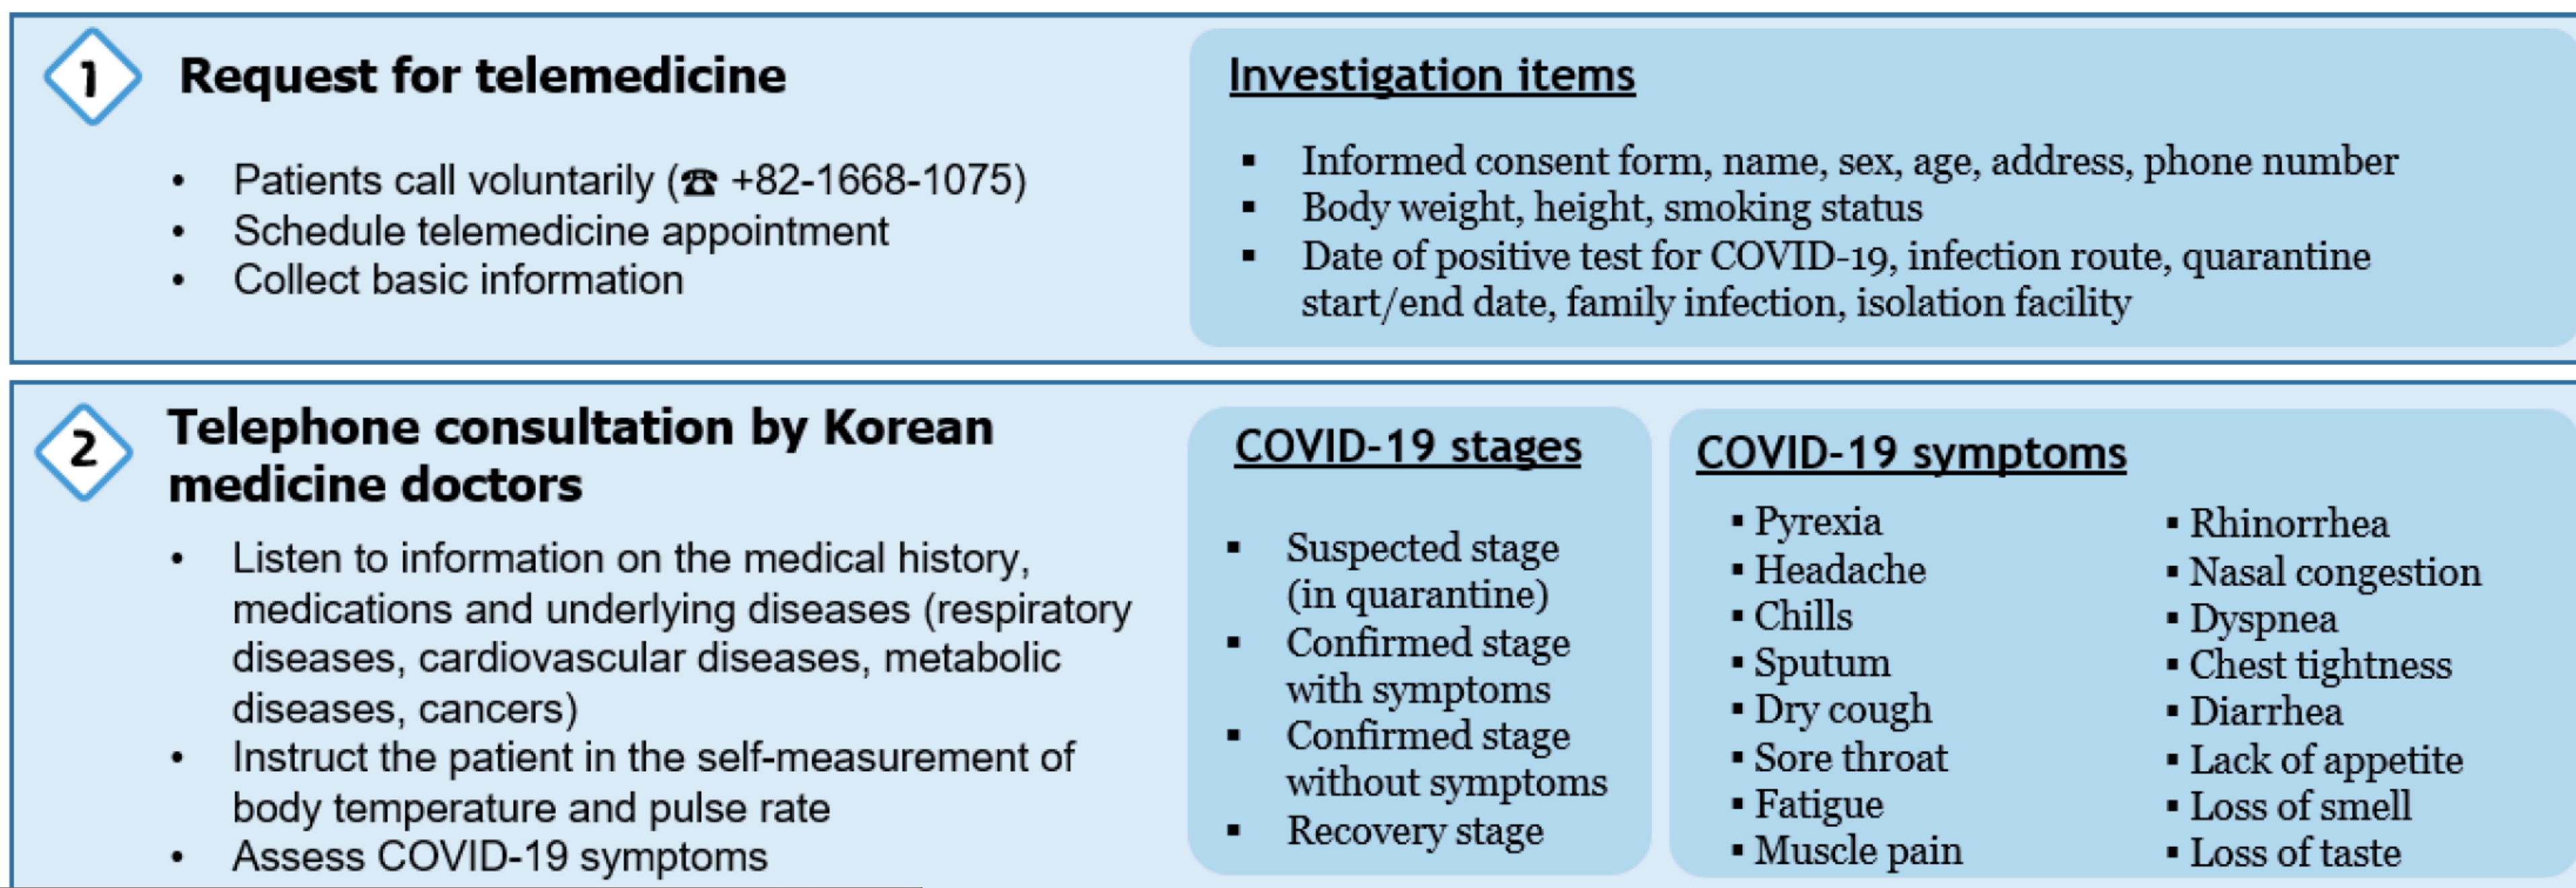 1
Request for telemedicine
• Patients call voluntarily (☎ +82-1668-1075)
• Schedule telemedicine appointment
• Collect basic information
Investigation items
▪ Informed consent form, name, sex, age, address, phone number
▪ Body weight, height, smoking status
▪ Date of positive test for COVID-19, infection route, quarantine
start/end date, family infection, isolation facility
2
Telephone consultation by Korean
medicine doctors
• Listen to information on the medical history,
medications and underlying diseases (respiratory
diseases, cardiovascular diseases, metabolic
diseases, cancers)
• Instruct the patient in the self-measurement of
body temperature and pulse rate
• Assess COVID-19 symptoms
COVID-19 stages
▪ Suspected stage
(in quarantine)
▪ Confirmed stage
with symptoms
▪ Confirmed stage
without symptoms
▪ Recovery stage
COVID-19 symptoms
▪ Pyrexia
▪ Headache
▪ Chills
▪ Sputum
▪ Dry cough
▪ Sore throat
▪ Fatigue
▪ Muscle pain
▪ Rhinorrhea
▪ Nasal congestion
▪ Dyspnea
▪ Chest tightness
▪ Diarrhea
▪ Lack of appetite
▪ Loss of smell
▪ Loss of taste